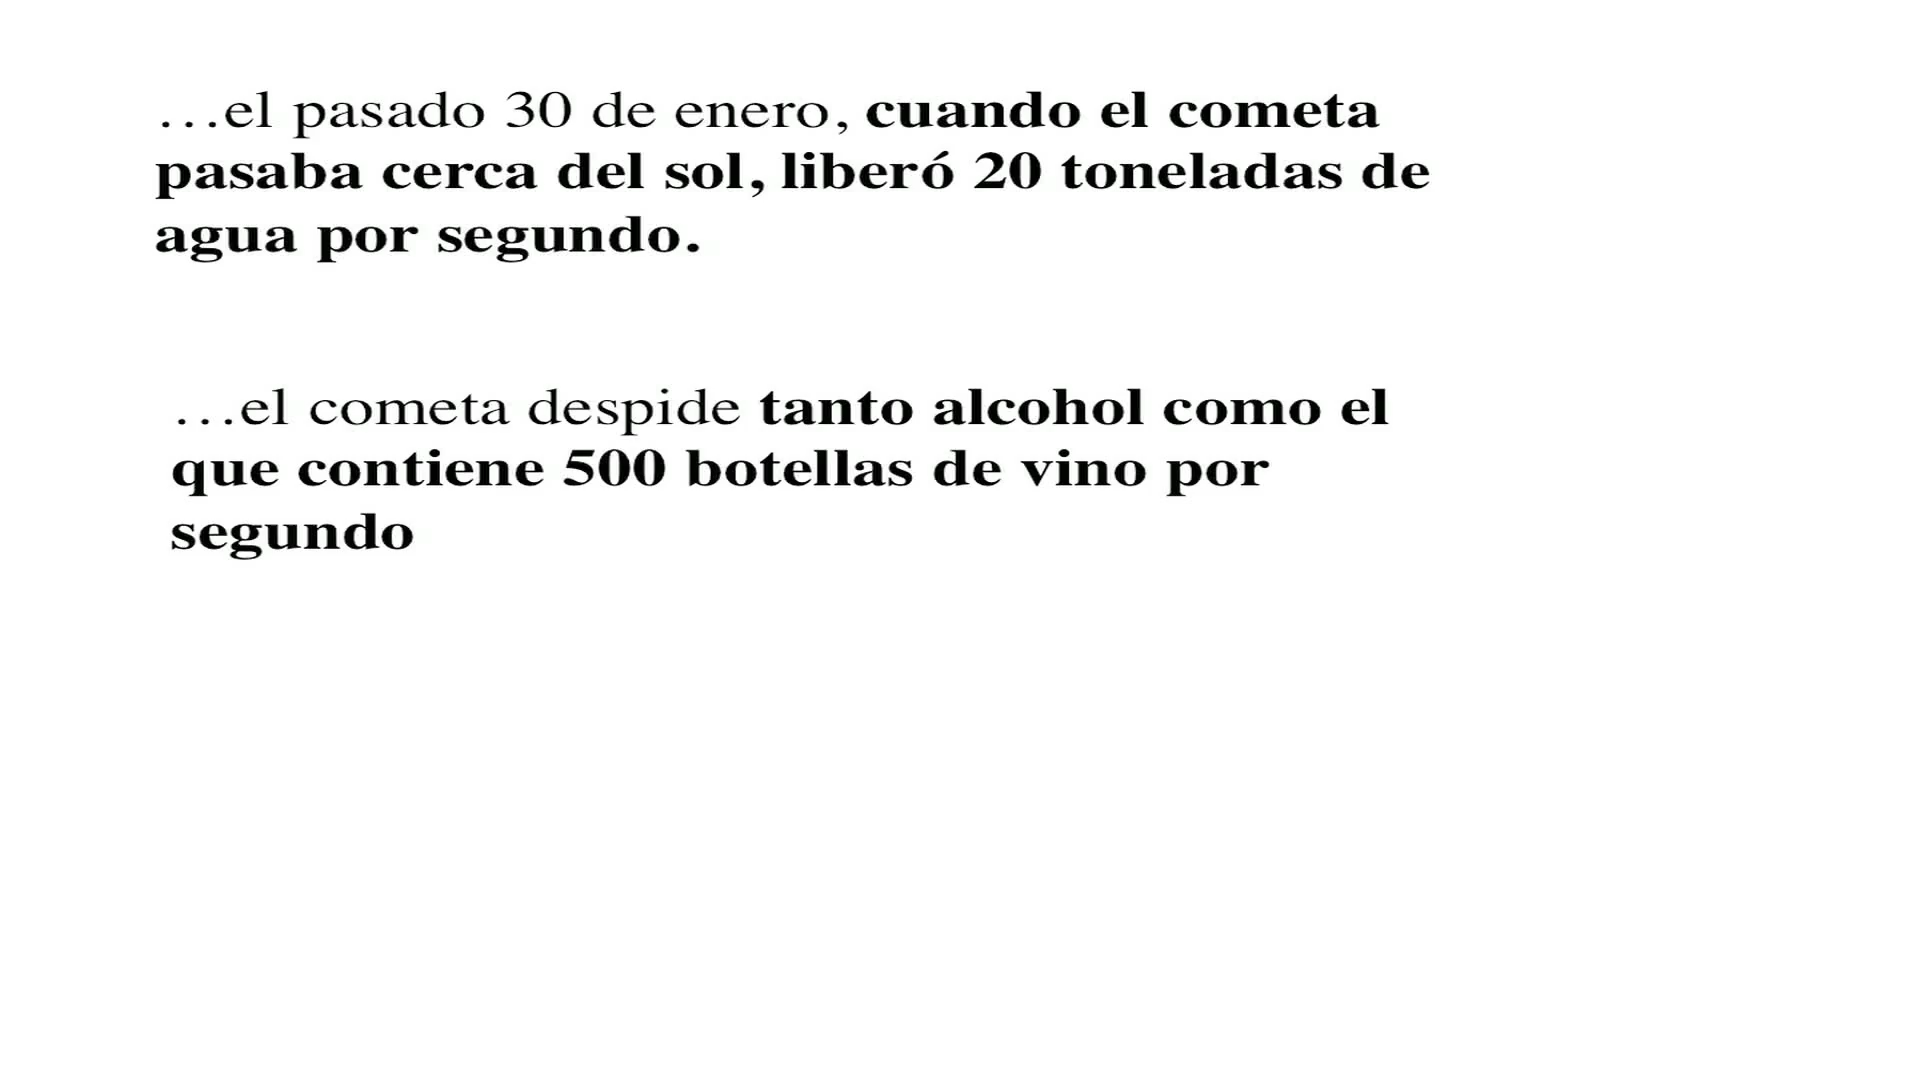 …el pasado 30 de enero, cuando el cometa
pasaba cerca del sol, liberó 20 toneladas de
agua por segundo.
…el cometa despide tanto alcohol como el
que contiene 500 botellas de vino por
segundo